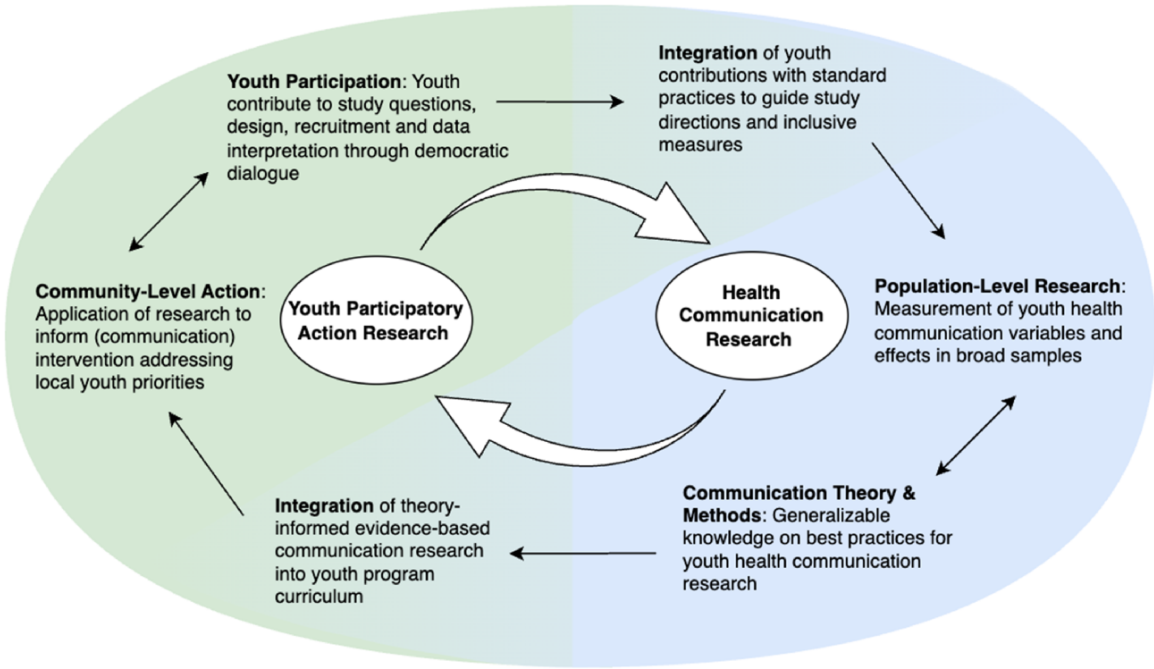 Youth Participation: Youth
contribute to study questions,
design, recruitment and data
interpretation through democratic
dialogue
Integration of youth
contributions with standard
practices to guide study
directions and inclusive
measures
Community-Level Action:
Application of research to
inform (communication)
intervention addressing
local youth priorities
Youth Participatory
Action Research
Health
Communication
Research
Population-Level Research:
Measurement of youth health
communication variables and
effects in broad samples
Integration of theory-
informed evidence-based
communication research
into youth program
curriculum
Communication Theory &
Methods: Generalizable
knowledge on best practices for
youth health communication
research